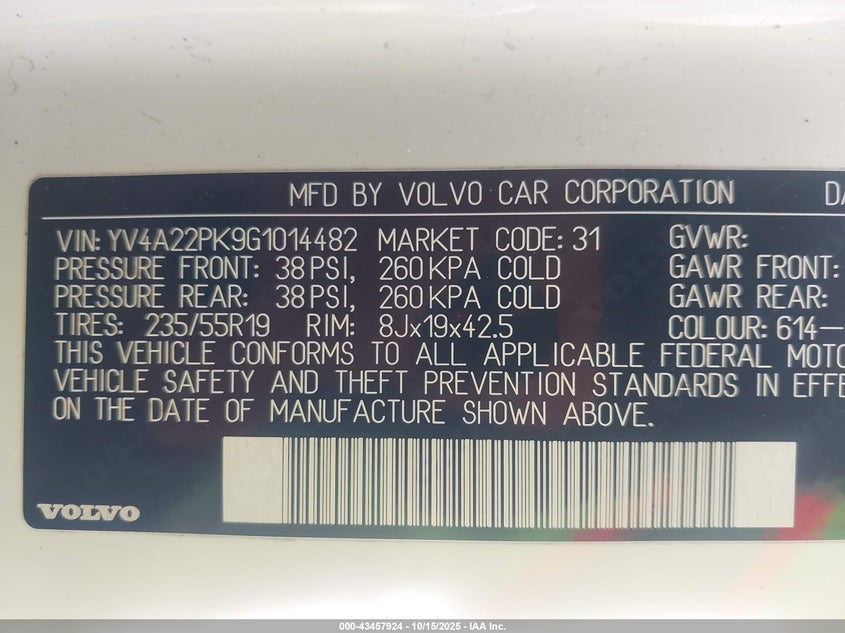 MFD BY VOLVO CAR CORPORATION DA
VIN: YV4A22PK9G1014482 MARKET CODE: 31 GVWR:
PRESSURE FRONT: 38 PSI, 260 KPA COLD GAWR FRONT:
PRESSURE REAR: 38 PSI, 260 KPA COLD GAWR REAR:
TIRES: 235/55R19 RIM: 8Jx19x42.5 COLOUR: 614-
THIS VEHICLE CONFORMS TO ALL APPLICABLE FEDERAL MOTO
VEHICLE SAFETY AND THEFT PREVENTION STANDARDS IN EFFE
ON THE DATE OF MANUFACTURE SHOWN ABOVE.
VOLVO
000-43457924 - 10/15/2025 - IAA Inc.